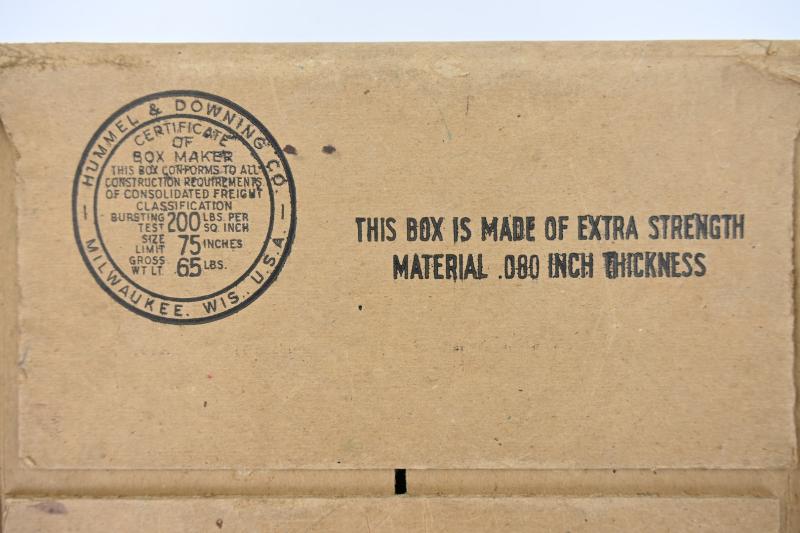 HUMMEL & DOWNING CO.
CERTIFICATE
OF
BOX MAKER
THIS BOX CONFORMS TO ALL
CONSTRUCTION REQUIREMENTS
OF CONSOLIDATED FREIGHT
CLASSIFICATION
BURSTING TEST 200 LBS. PER SQ. INCH
SIZE LIMIT 75 INCHES
GROSS WT LT. 65 LBS.
MILWAUKEE. WIS., U.S.A.
THIS BOX IS MADE OF EXTRA STRENGTH
MATERIAL .080 INCH THICKNESS